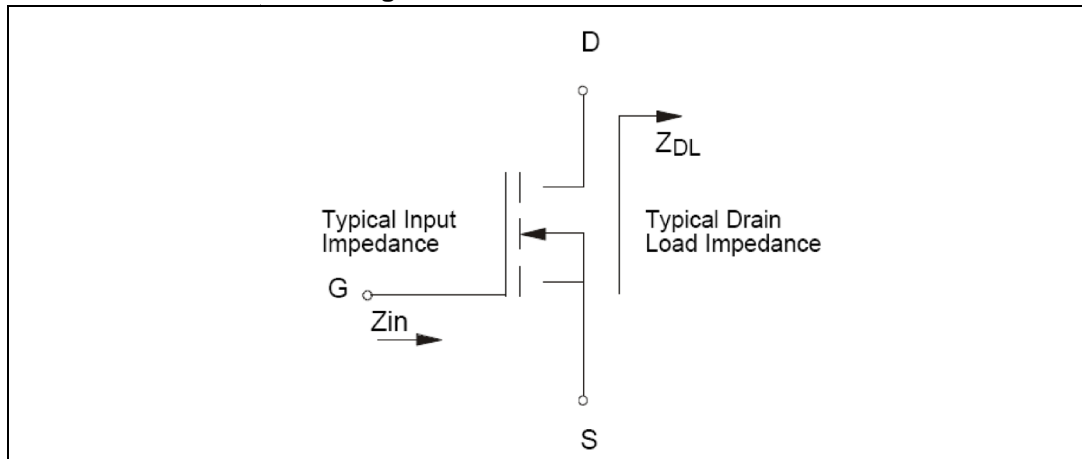 D
Z_DL
Typical Input
Impedance
Typical Drain
Load Impedance
G
Zin
S